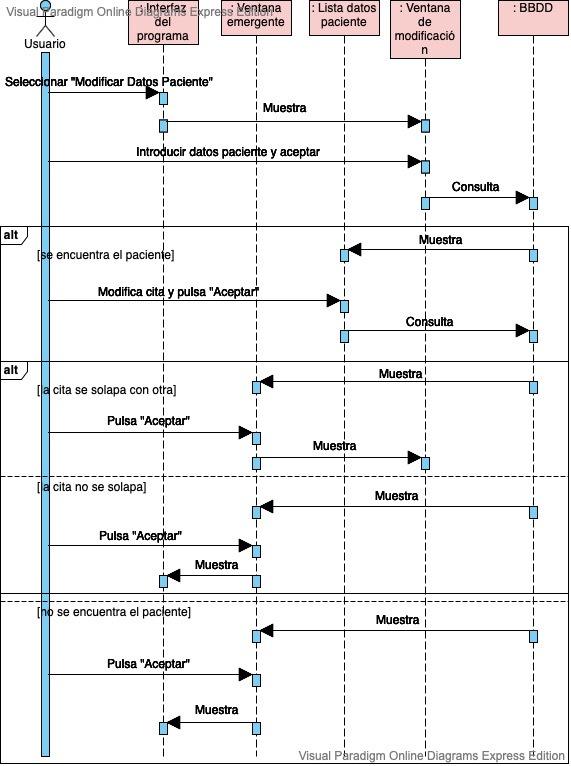 Visual Paradigm Online Diagrams Express Edition
Usuario
: Interfaz
del
programa
: Ventana
emergente
: Lista datos
paciente
: Ventana
de
modificació
n
: BBDD
Seleccionar "Modificar Datos Paciente"
Muestra
Introducir datos paciente y aceptar
Consulta
alt
Muestra
[se encuentra el paciente]
Modifica cita y pulsa "Aceptar"
Consulta
alt
Muestra
[la cita se solapa con otra]
Pulsa "Aceptar"
Muestra
[la cita no se solapa]
Muestra
Pulsa "Aceptar"
Muestra
[no se encuentra el paciente]
Muestra
Pulsa "Aceptar"
Muestra
Visual Paradigm Online Diagrams Express Edition